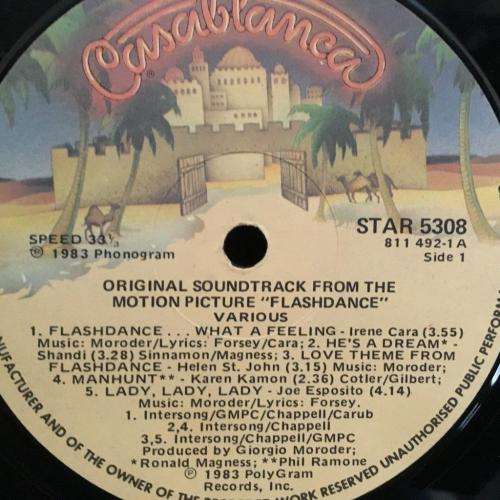 Casablanca
®
STAR 5308
SPEED 33⅓
811 492-1A
℗ 1983 Phonogram
Side 1
ORIGINAL SOUNDTRACK FROM THE
MOTION PICTURE "FLASHDANCE"
VARIOUS
1. FLASHDANCE . . . WHAT A FEELING - Irene Cara (3.55)
Music: Moroder/Lyrics: Forsey/Cara; 2. HE'S A DREAM* -
Shandi (3.28) Sinnamon/Magness; 3. LOVE THEME FROM
FLASHDANCE - Helen St. John (3.15) Music: Moroder;
4. MANHUNT** - Karen Kamon (2.36) Cotler/Gilbert;
5. LADY, LADY, LADY - Joe Esposito (4.14)
Music: Moroder/Lyrics: Forsey.
1. Intersong/GMPC/Chappell/Carub
2,4. Intersong/Chappell
3,5. Intersong/Chappell/GMPC
Produced by Giorgio Moroder;
*Ronald Magness; **Phil Ramone
℗ 1983 PolyGram
Records, Inc.
MANUFACTURER AND OF THE OWNER OF THE RECORDED WORK RESERVED UNAUTHORISED PUBLIC PERFORM